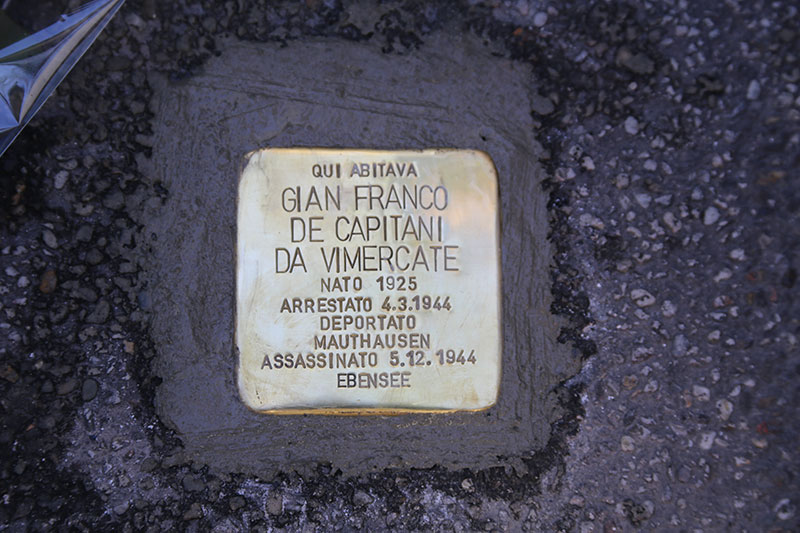 QUI ABITAVA
GIAN FRANCO
DE CAPITANI
DA VIMERCATE
NATO 1925
ARRESTATO 4.3.1944
DEPORTATO
MAUTHAUSEN
ASSASSINATO 5.12.1944
EBENSEE